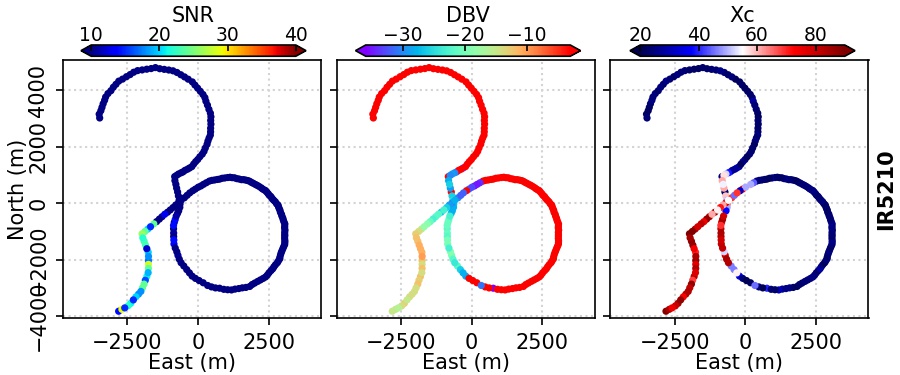 SNR DBV Xc
10 20 30 40 −30 −20 −10 20 40 60 80
4000
2000
0
−2000
−4000
North (m)
IR5210
−2500 0 2500 −2500 0 2500 −2500 0 2500
East (m) East (m) East (m)